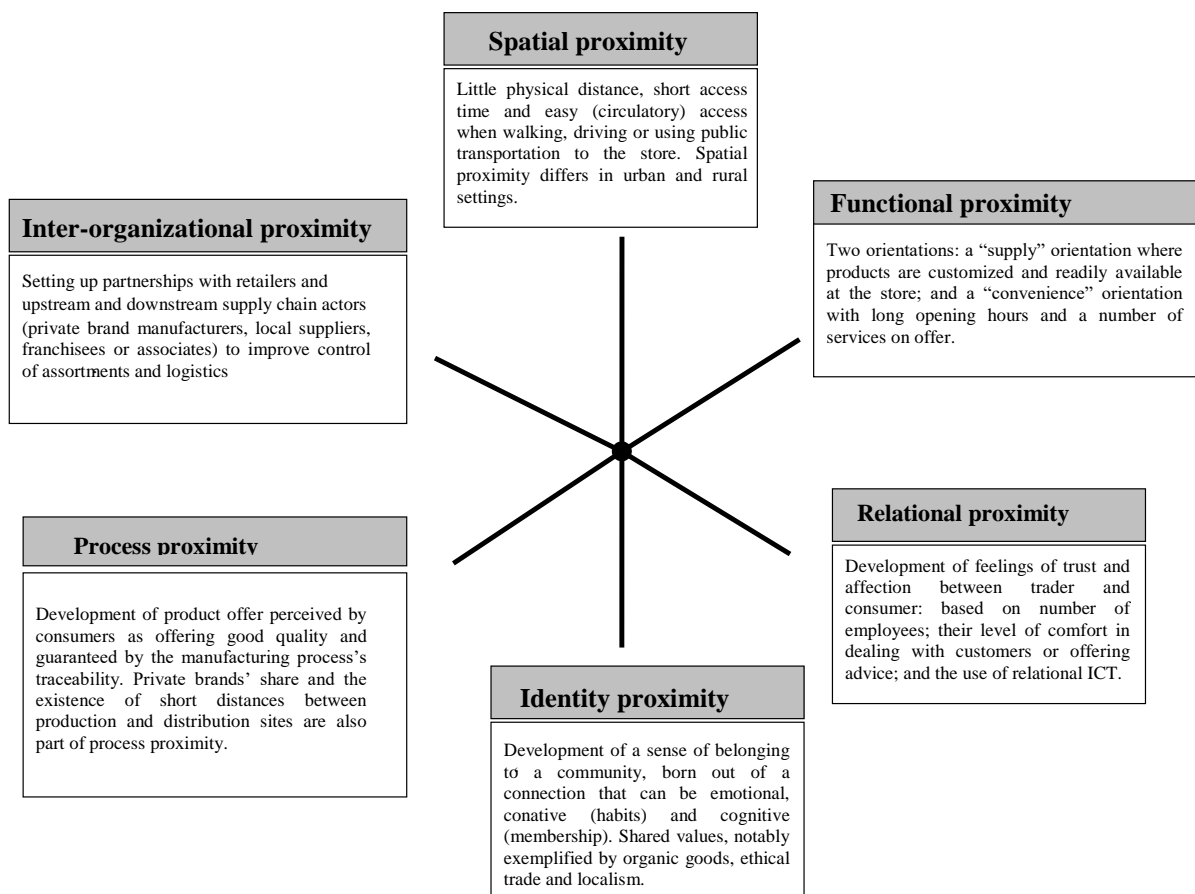 Spatial proximity
Little physical distance, short access
time and easy (circulatory) access
when walking, driving or using public
transportation to the store. Spatial
proximity differs in urban and rural
settings.
Functional proximity
Two orientations: a “supply” orientation where
products are customized and readily available
at the store; and a “convenience” orientation
with long opening hours and a number of
services on offer.
Inter-organizational proximity
Setting up partnerships with retailers and
upstream and downstream supply chain actors
(private brand manufacturers, local suppliers,
franchisees or associates) to improve control
of assortments and logistics
Relational proximity
Development of feelings of trust and
affection between trader and
consumer: based on number of
employees; their level of comfort in
dealing with customers or offering
advice; and the use of relational ICT.
Process proximity
Development of product offer perceived by
consumers as offering good quality and
guaranteed by the manufacturing process’s
traceability. Private brands’ share and the
existence of short distances between
production and distribution sites are also
part of process proximity.
Identity proximity
Development of a sense of belonging
to a community, born out of a
connection that can be emotional,
conative (habits) and cognitive
(membership). Shared values, notably
exemplified by organic goods, ethical
trade and localism.